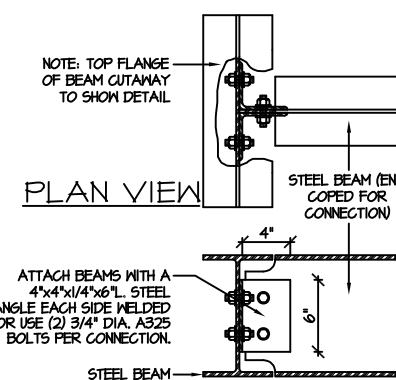 NOTE: TOP FLANGE
OF BEAM CUTAWAY
TO SHOW DETAIL
PLAN VIEW
STEEL BEAM (EN
COPED FOR
CONNECTION)
4"
6"
ATTACH BEAMS WITH A
4"x4"x1/4"x6"L. STEEL
ANGLE EACH SIDE WELDED
OR USE (2) 3/4" DIA. A325
BOLTS PER CONNECTION.
STEEL BEAM